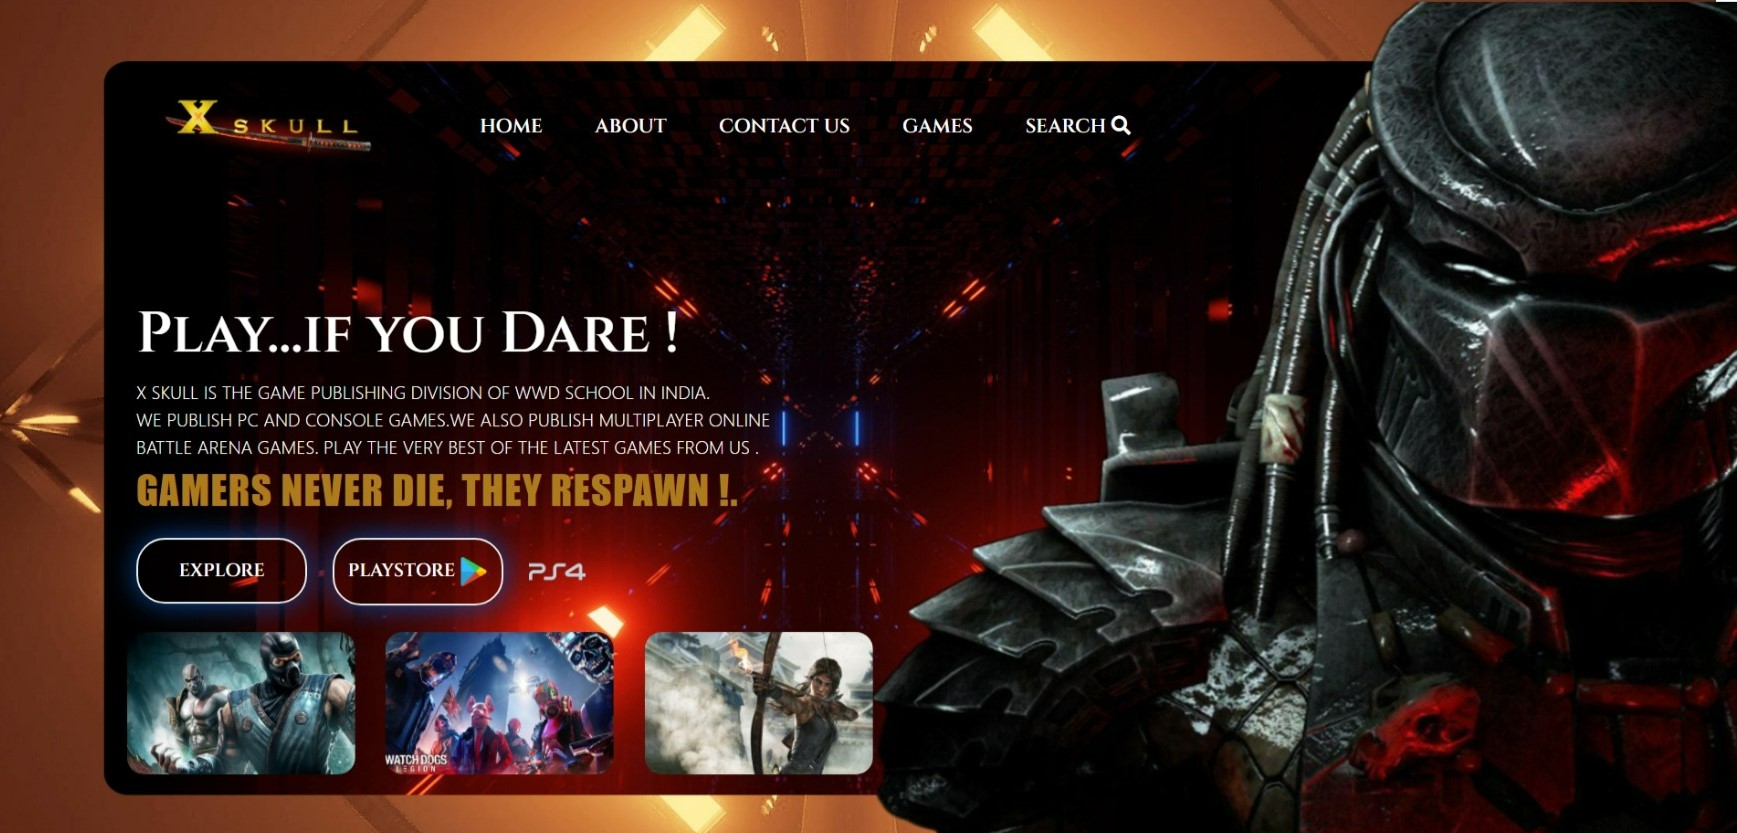 X SKULL
HOME ABOUT CONTACT US GAMES SEARCH
PLAY...IF YOU DARE !
X SKULL IS THE GAME PUBLISHING DIVISION OF WWD SCHOOL IN INDIA.
WE PUBLISH PC AND CONSOLE GAMES.WE ALSO PUBLISH MULTIPLAYER ONLINE
BATTLE ARENA GAMES. PLAY THE VERY BEST OF THE LATEST GAMES FROM US .
GAMERS NEVER DIE, THEY RESPAWN !.
EXPLORE PLAYSTORE PS4
WATCH DOGS
LEGION